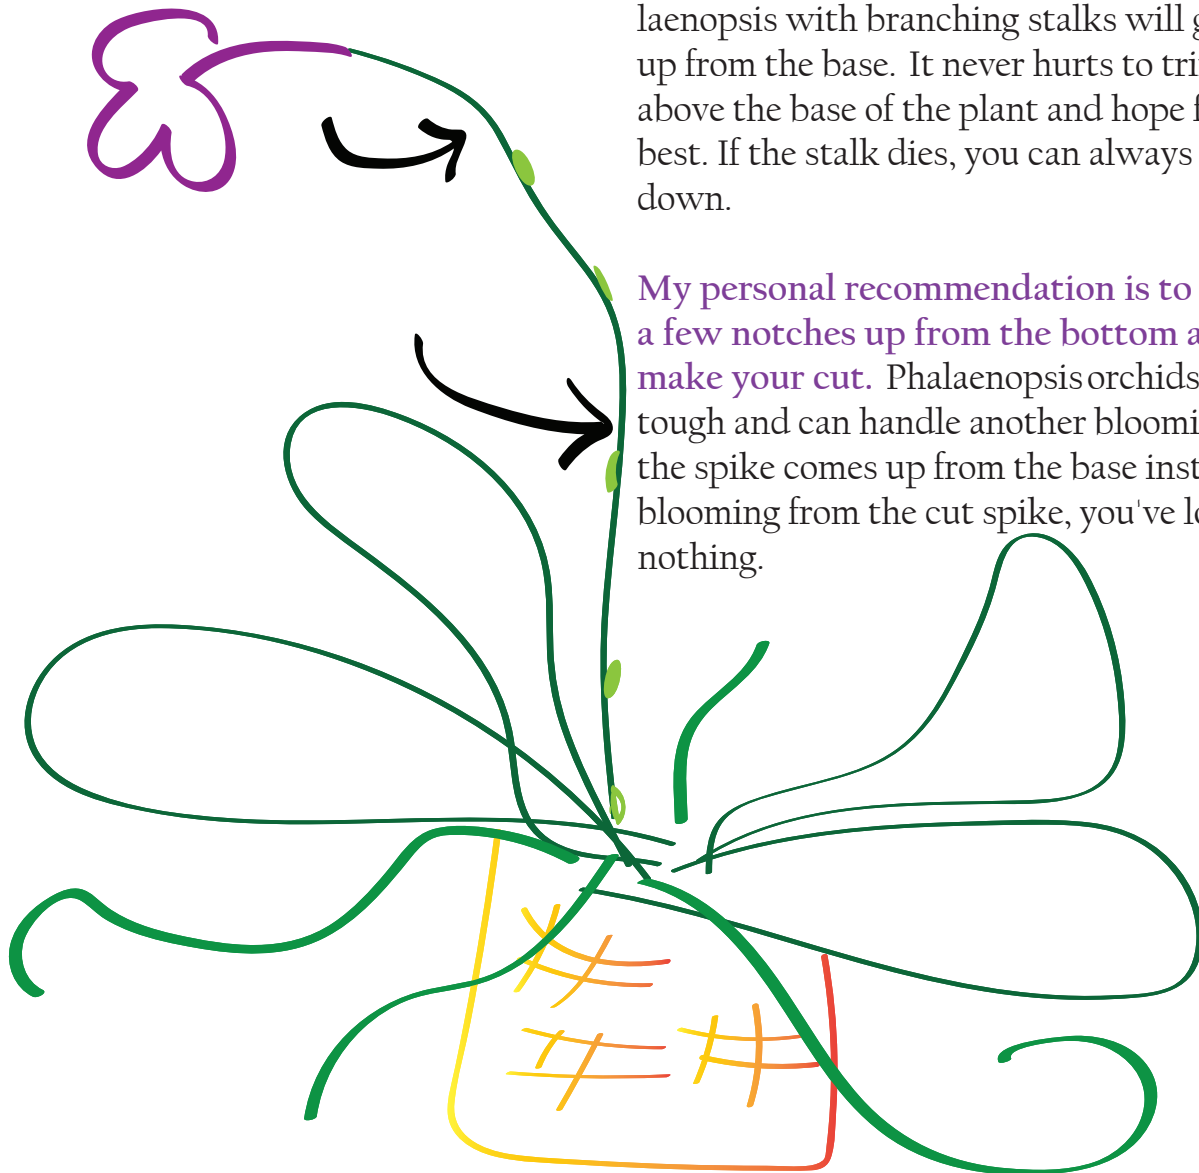 laenopsis with branching stalks will
up from the base. It never hurts to
above the base of the plant and hope
best. If the stalk dies, you can always
down.
My personal recommendation is to
a few notches up from the bottom
make your cut. Phalaenopsis orchids
tough and can handle another
the spike comes up from the base
blooming from the cut spike, you've
nothing.